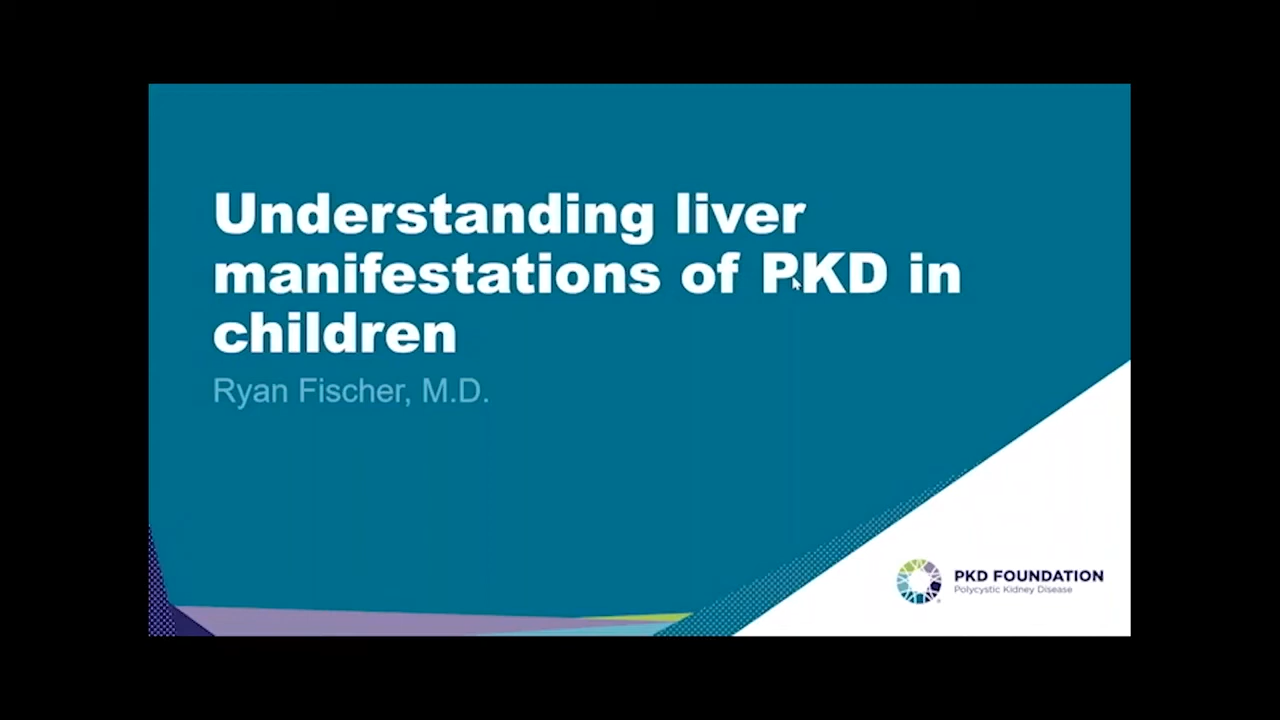 Understanding liver
manifestations of PKD in
children
Ryan Fischer, M.D.
PKD FOUNDATION
Polycystic Kidney Disease